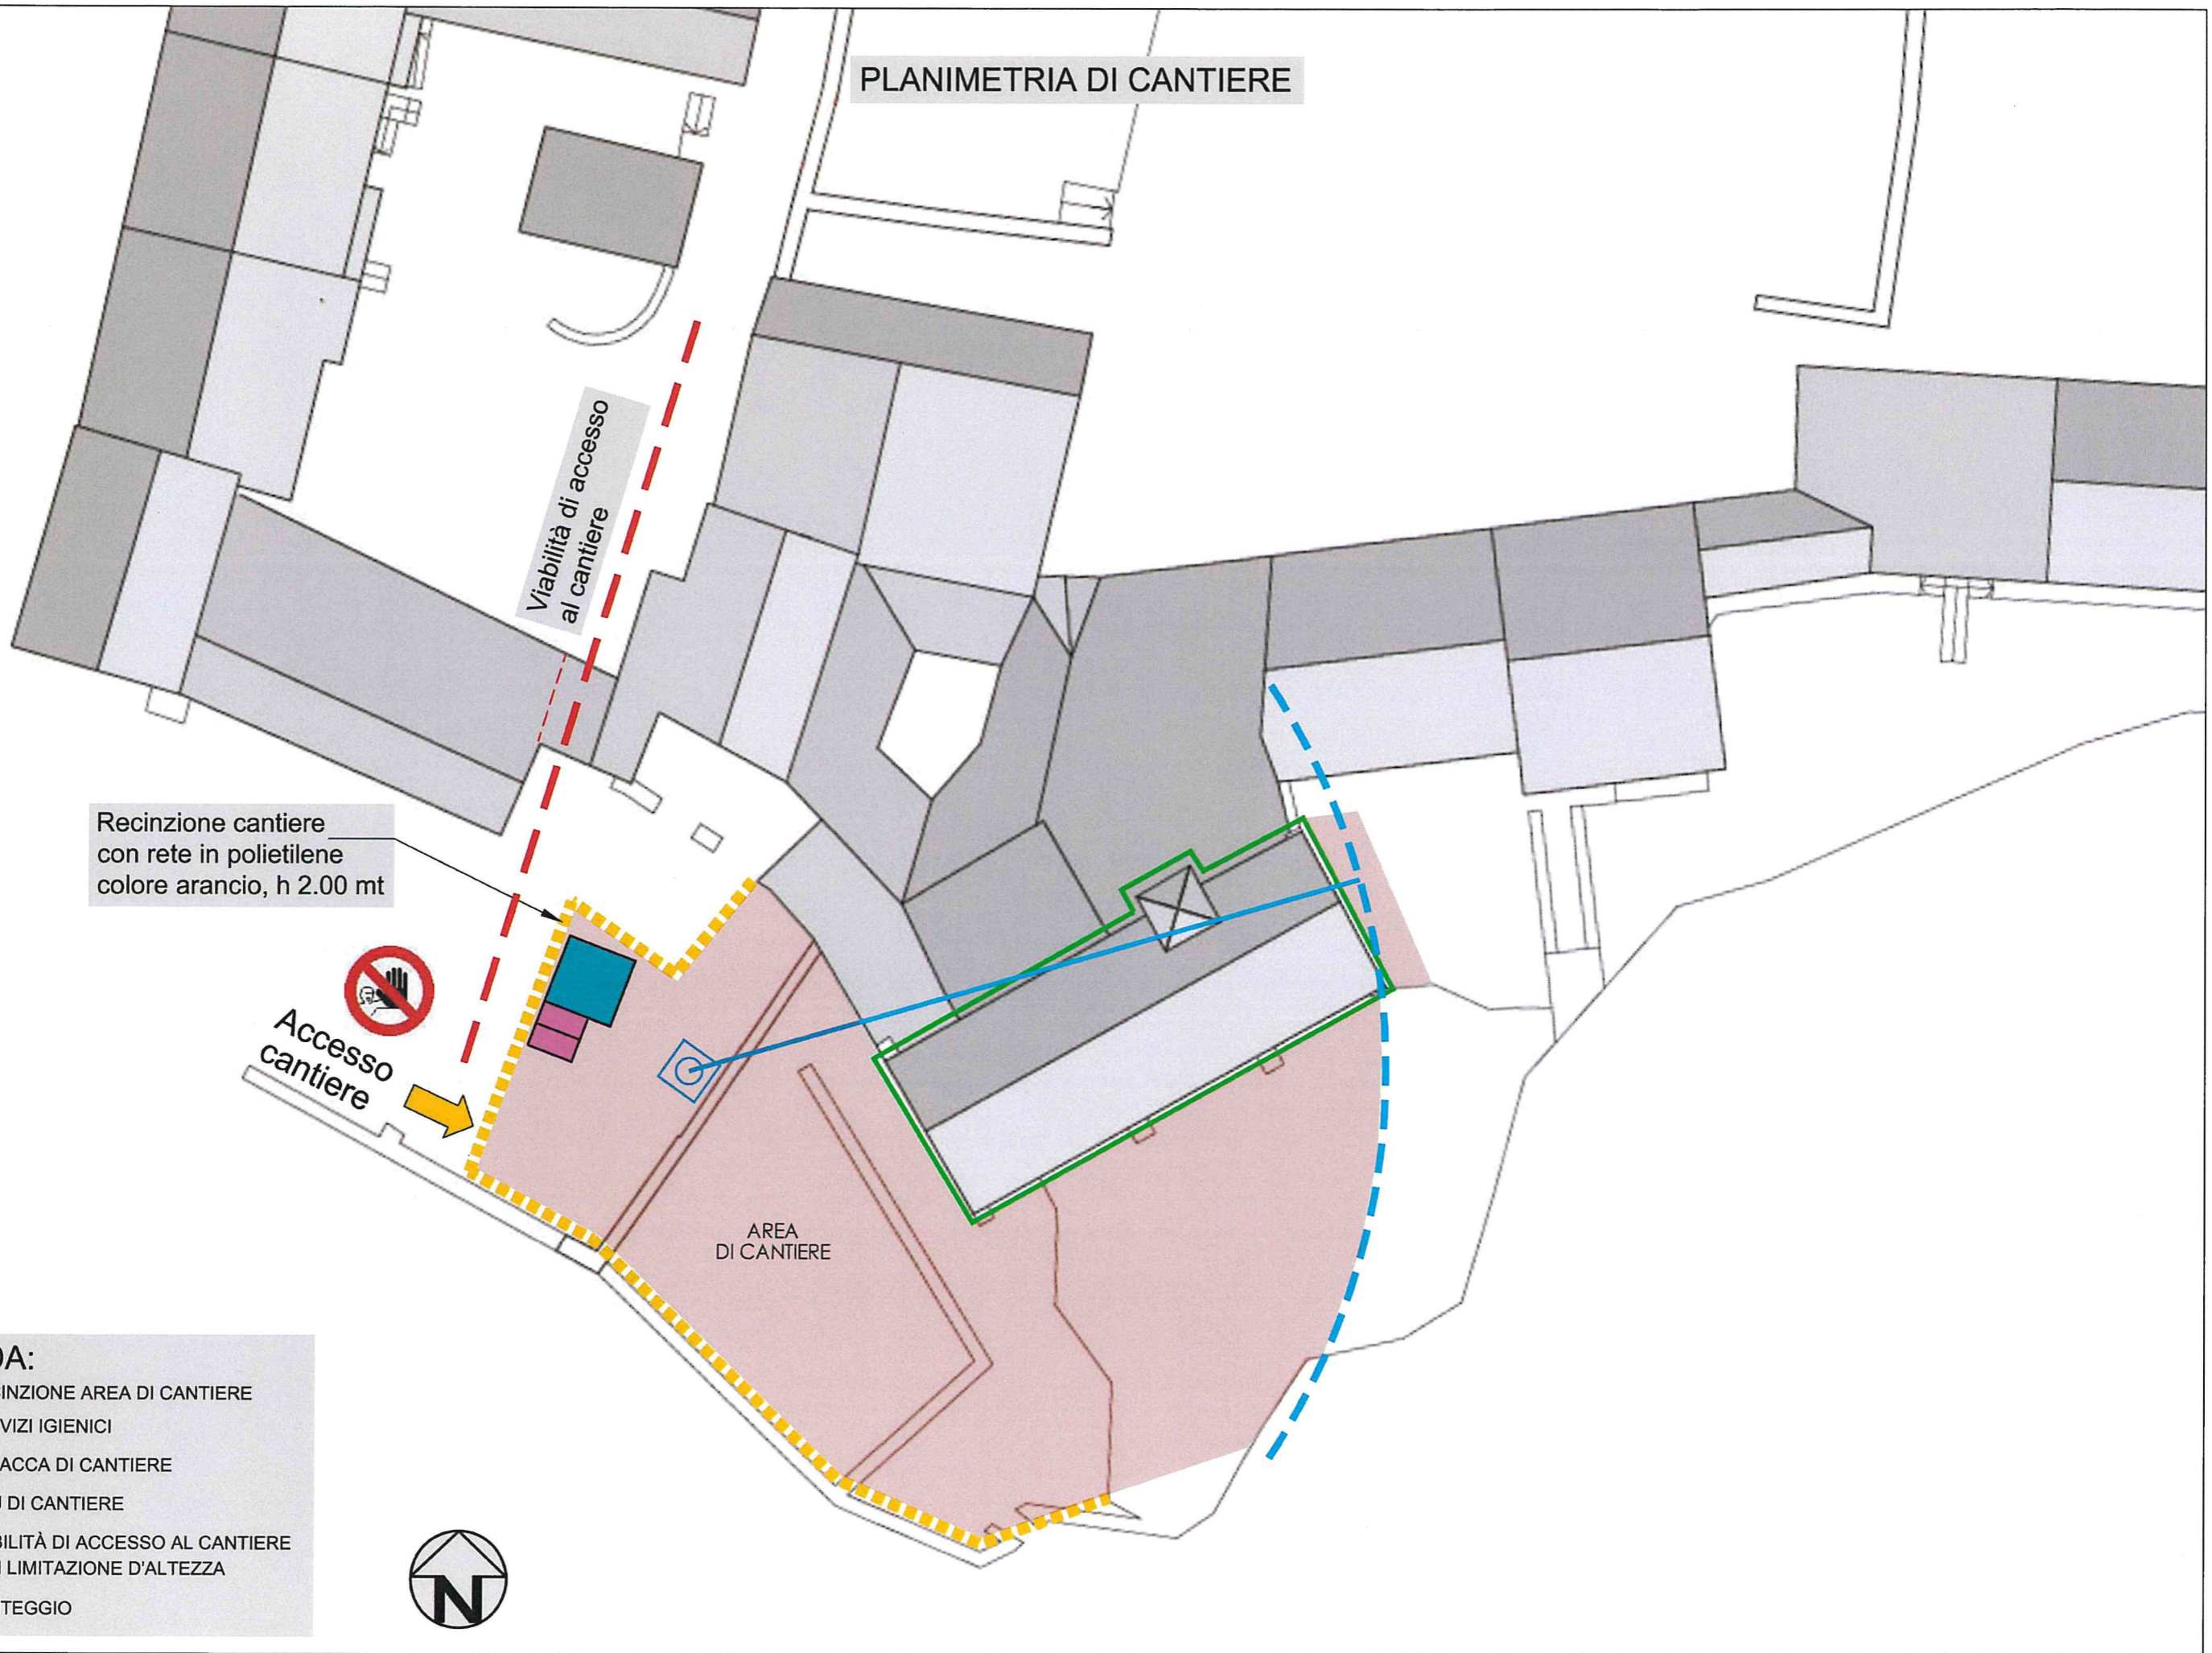 PLANIMETRIA DI CANTIERE
Viabilità di accesso
al cantiere
Recinzione cantiere
con rete in polietilene
colore arancio, h 2.00 mt
Accesso
cantiere
AREA
DI CANTIERE
DA:
INZIONE AREA DI CANTIERE
VIZI IGIENICI
ACCA DI CANTIERE
U DI CANTIERE
BILITÀ DI ACCESSO AL CANTIERE
LIMITAZIONE D'ALTEZZA
TEGGIO
N